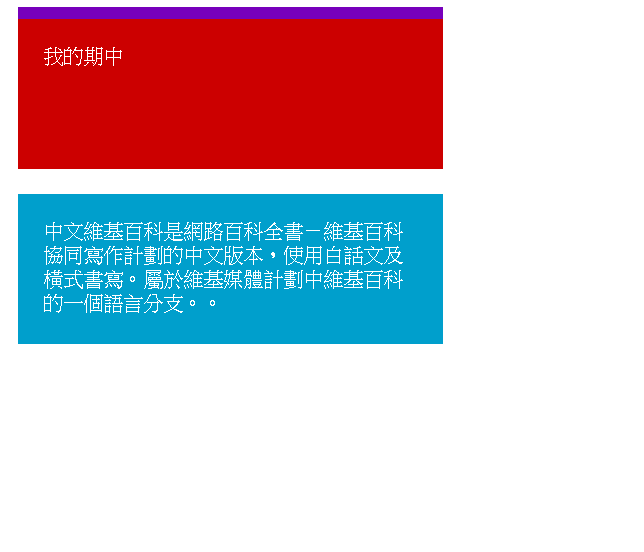 我的期中
中文維基百科是網路百科全書－維基百科
協同寫作計劃的中文版本，使用白話文及
橫式書寫。屬於維基媒體計劃中維基百科
的一個語言分支。。